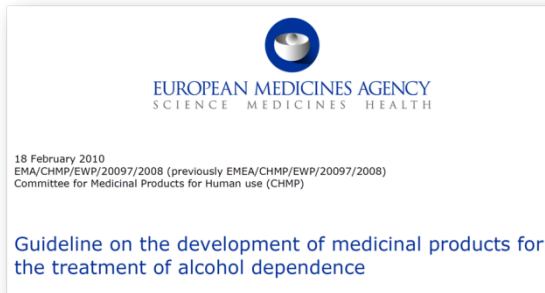 EUROPEAN MEDICINES AGENCY
SCIENCE MEDICINES HEALTH
18 February 2010
EMA/CHMP/EWP/20097/2008 (previously EMEA/CHMP/EWP/20097/2008)
Committee for Medicinal Products for Human use (CHMP)
Guideline on the development of medicinal products for
the treatment of alcohol dependence